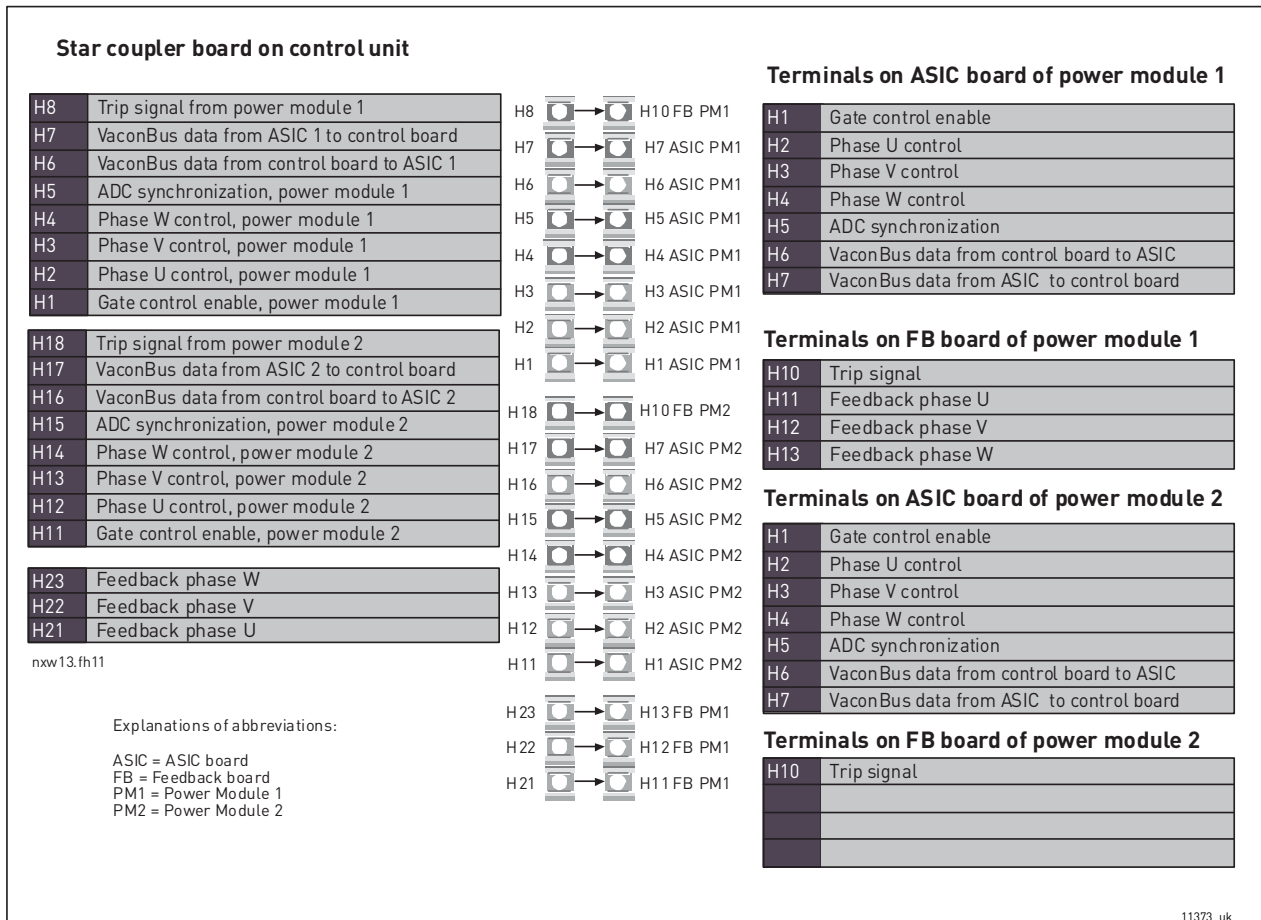 Star coupler board on control unit
H8 Trip signal from power module 1
H7 VaconBus data from ASIC 1 to control board
H6 VaconBus data from control board to ASIC 1
H5 ADC synchronization, power module 1
H4 Phase W control, power module 1
H3 Phase V control, power module 1
H2 Phase U control, power module 1
H1 Gate control enable, power module 1
H18 Trip signal from power module 2
H17 VaconBus data from ASIC 2 to control board
H16 VaconBus data from control board to ASIC 2
H15 ADC synchronization, power module 2
H14 Phase W control, power module 2
H13 Phase V control, power module 2
H12 Phase U control, power module 2
H11 Gate control enable, power module 2
H23 Feedback phase W
H22 Feedback phase V
H21 Feedback phase U
nxw13.fh11
Explanations of abbreviations:
ASIC = ASIC board
FB = Feedback board
PM1 = Power Module 1
PM2 = Power Module 2
H8 H10 FB PM1
H7 H7 ASIC PM1
H6 H6 ASIC PM1
H5 H5 ASIC PM1
H4 H4 ASIC PM1
H3 H3 ASIC PM1
H2 H2 ASIC PM1
H1 H1 ASIC PM1
H18 H10 FB PM2
H17 H7 ASIC PM2
H16 H6 ASIC PM2
H15 H5 ASIC PM2
H14 H4 ASIC PM2
H13 H3 ASIC PM2
H12 H2 ASIC PM2
H11 H1 ASIC PM2
H23 H13 FB PM1
H22 H12 FB PM1
H21 H11 FB PM1
Terminals on ASIC board of power module 1
H1 Gate control enable
H2 Phase U control
H3 Phase V control
H4 Phase W control
H5 ADC synchronization
H6 VaconBus data from control board to ASIC
H7 VaconBus data from ASIC to control board
Terminals on FB board of power module 1
H10 Trip signal
H11 Feedback phase U
H12 Feedback phase V
H13 Feedback phase W
Terminals on ASIC board of power module 2
H1 Gate control enable
H2 Phase U control
H3 Phase V control
H4 Phase W control
H5 ADC synchronization
H6 VaconBus data from control board to ASIC
H7 VaconBus data from ASIC to control board
Terminals on FB board of power module 2
H10 Trip signal
11373_uk